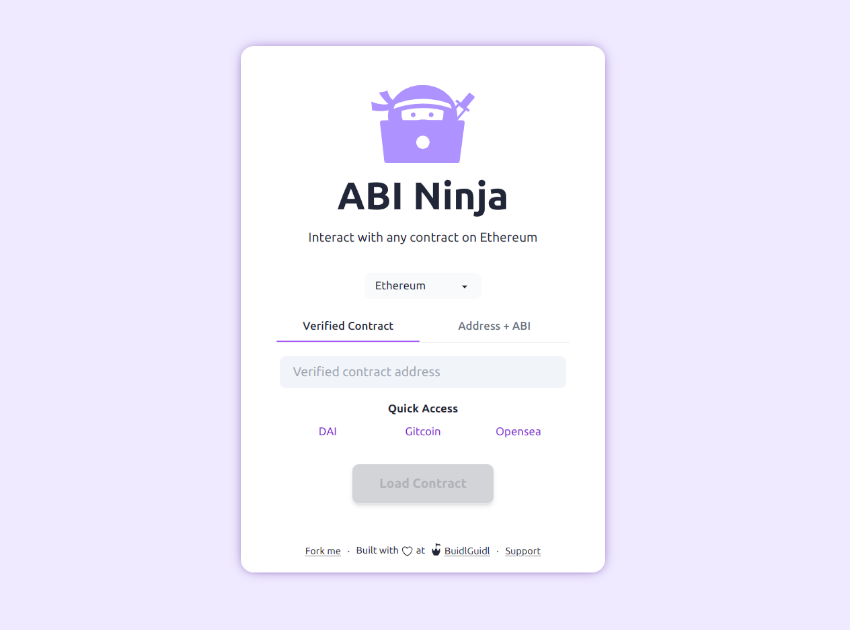 ABI Ninja
Interact with any contract on Ethereum
Ethereum
Verified Contract Address + ABI
Verified contract address
Quick Access
DAI Gitcoin Opensea
Load Contract
Fork me · Built with ♡ at BuidlGuidl · Support